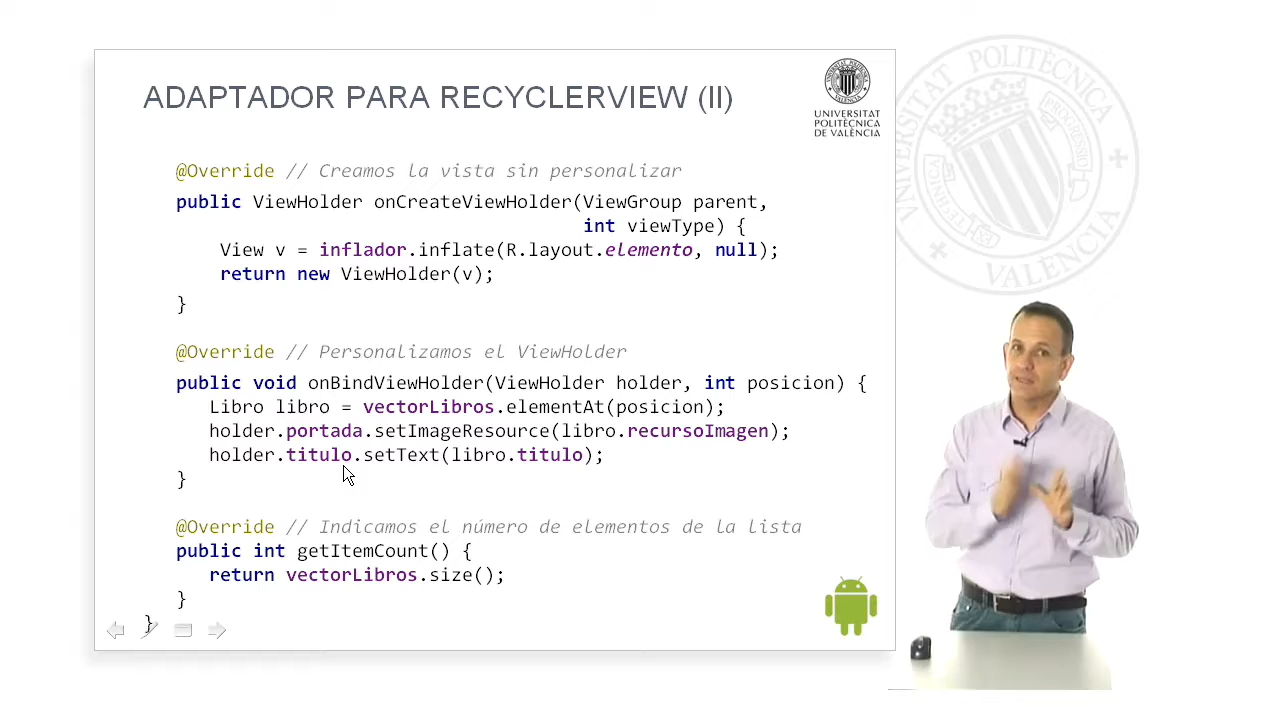 ADAPTADOR PARA RECYCLERVIEW (II)
UNIVERSITAT
POLITÈCNICA
DE VALÈNCIA
@Override // Creamos la vista sin personalizar
public ViewHolder onCreateViewHolder(ViewGroup parent,
int viewType) {
View v = inflador.inflate(R.layout.elemento, null);
return new ViewHolder(v);
}
@Override // Personalizamos el ViewHolder
public void onBindViewHolder(ViewHolder holder, int posicion) {
Libro libro = vectorLibros.elementAt(posicion);
holder.portada.setImageResource(libro.recursoImagen);
holder.titulo.setText(libro.titulo);
}
@Override // Indicamos el número de elementos de la lista
public int getItemCount() {
return vectorLibros.size();
}
}
POLITÈCNICA
VALÈNCIA